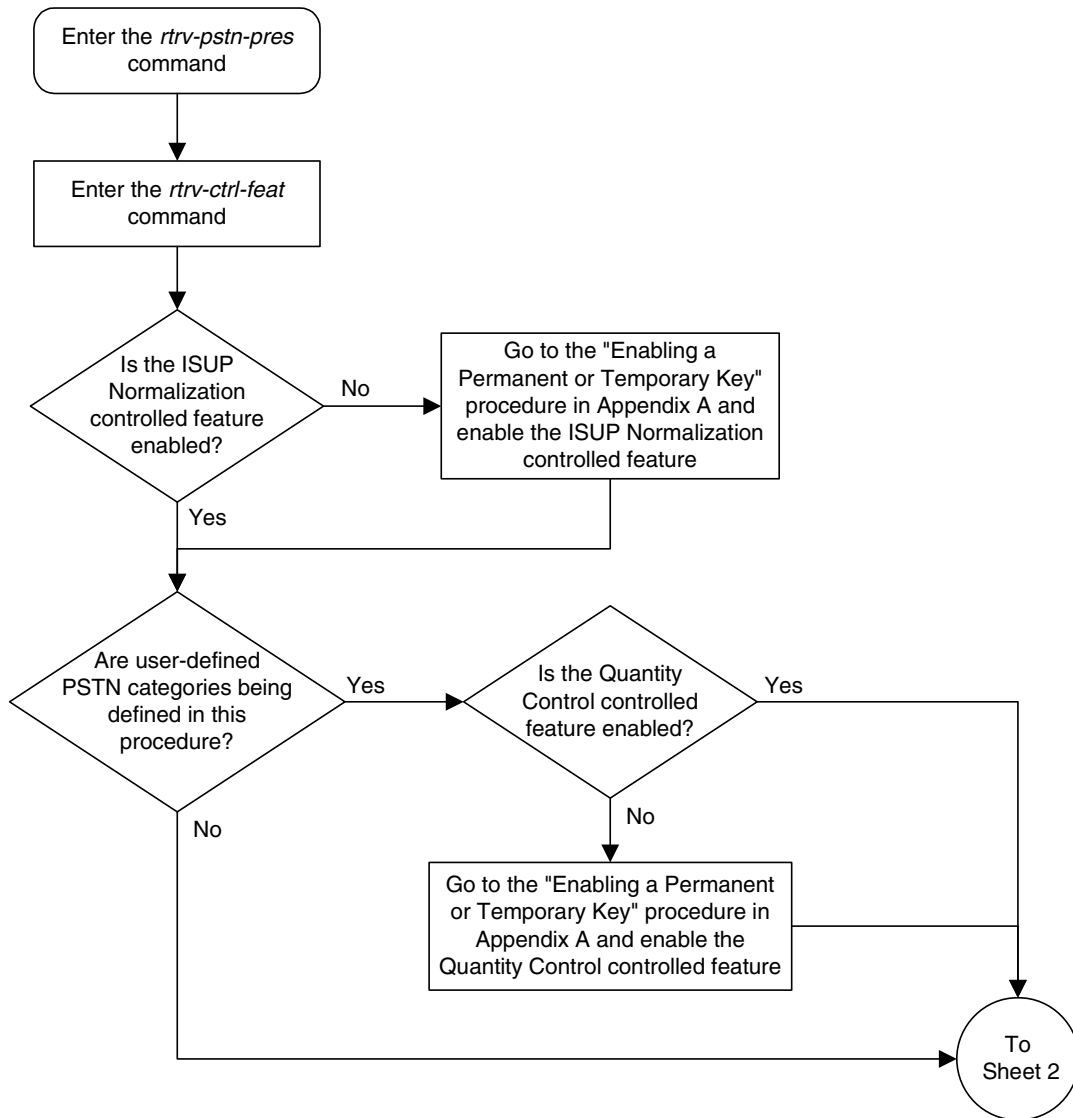 Enter the rtrv-pstn-pres
command
Enter the rtrv-ctrl-feat
command
Is the ISUP
Normalization
controlled feature
enabled?
No
Go to the "Enabling a
Permanent or Temporary Key"
procedure in Appendix A and
enable the ISUP Normalization
controlled feature
Yes
Are user-defined
PSTN categories being
defined in this
procedure?
Yes
Is the Quantity
Control controlled
feature enabled?
Yes
No
No
Go to the "Enabling a Permanent
or Temporary Key" procedure in
Appendix A and enable the
Quantity Control controlled feature
To
Sheet 2